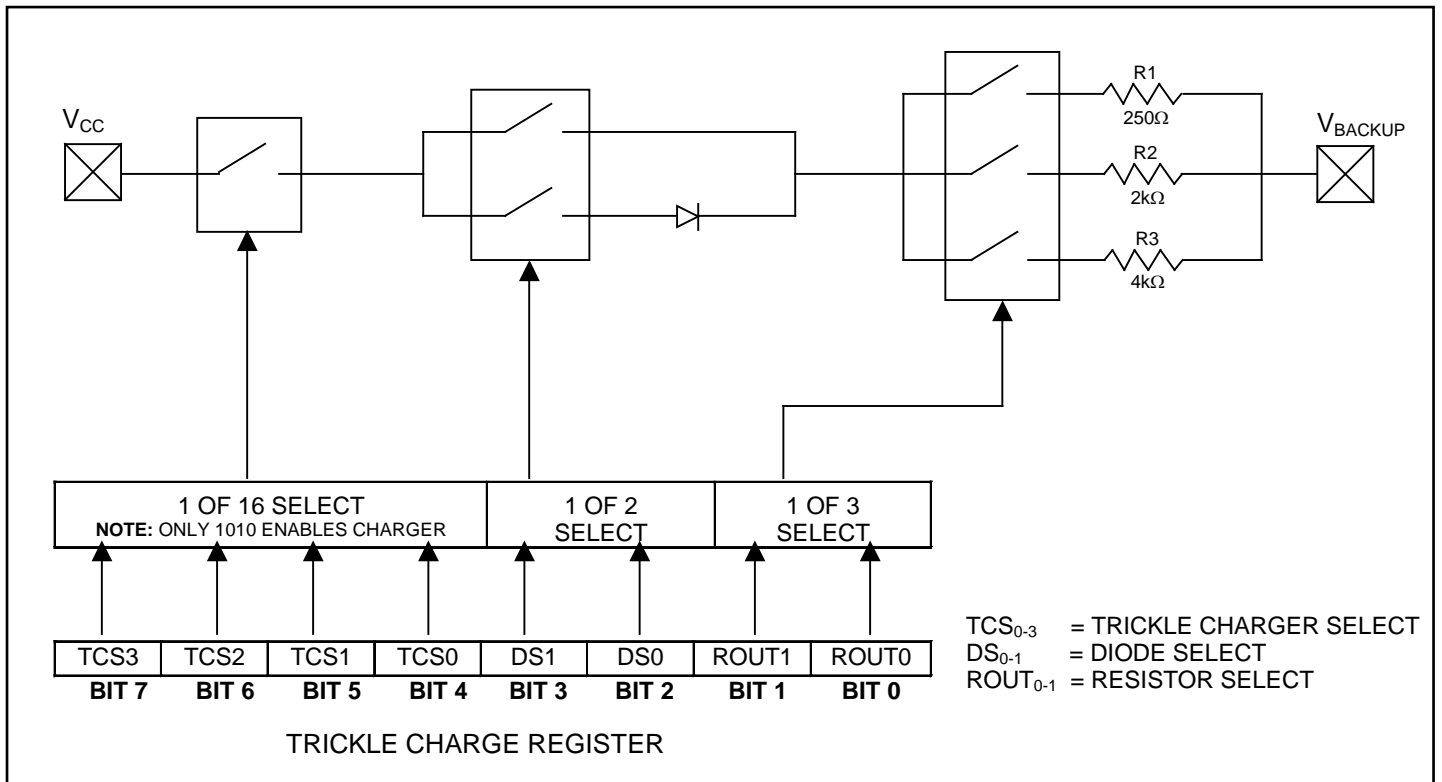 V_CC
R1
250Ω
V_BACKUP
R2
2kΩ
R3
4kΩ
1 OF 16 SELECT
NOTE: ONLY 1010 ENABLES CHARGER
1 OF 2
SELECT
1 OF 3
SELECT
TCS3 TCS2 TCS1 TCS0 DS1 DS0 ROUT1 ROUT0
BIT 7 BIT 6 BIT 5 BIT 4 BIT 3 BIT 2 BIT 1 BIT 0
TCS0-3 = TRICKLE CHARGER SELECT
DS0-1 = DIODE SELECT
ROUT0-1 = RESISTOR SELECT
TRICKLE CHARGE REGISTER